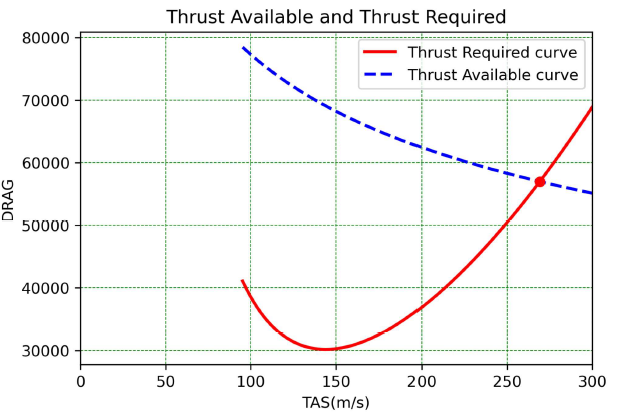 Thrust Available and Thrust Required
80000
70000
60000
50000
40000
30000
DRAG
Thrust Required curve
Thrust Available curve
0 50 100 150 200 250 300
TAS(m/s)